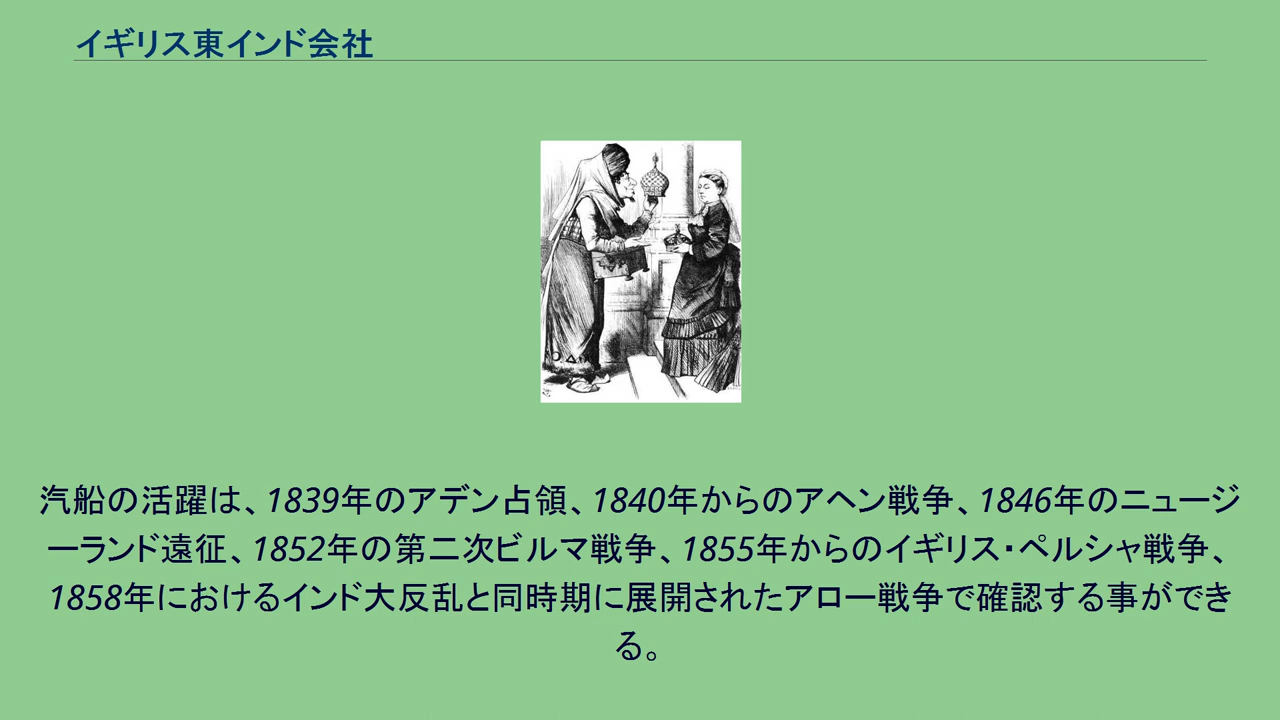 イギリス東インド会社
汽船の活躍は、1839年のアデン占領、1840年からのアヘン戦争、1846年のニュージ
ーランド遠征、1852年の第二次ビルマ戦争、1855年からのイギリス・ペルシャ戦争、
1858年におけるインド大反乱と同時期に展開されたアロー戦争で確認する事ができ
る。